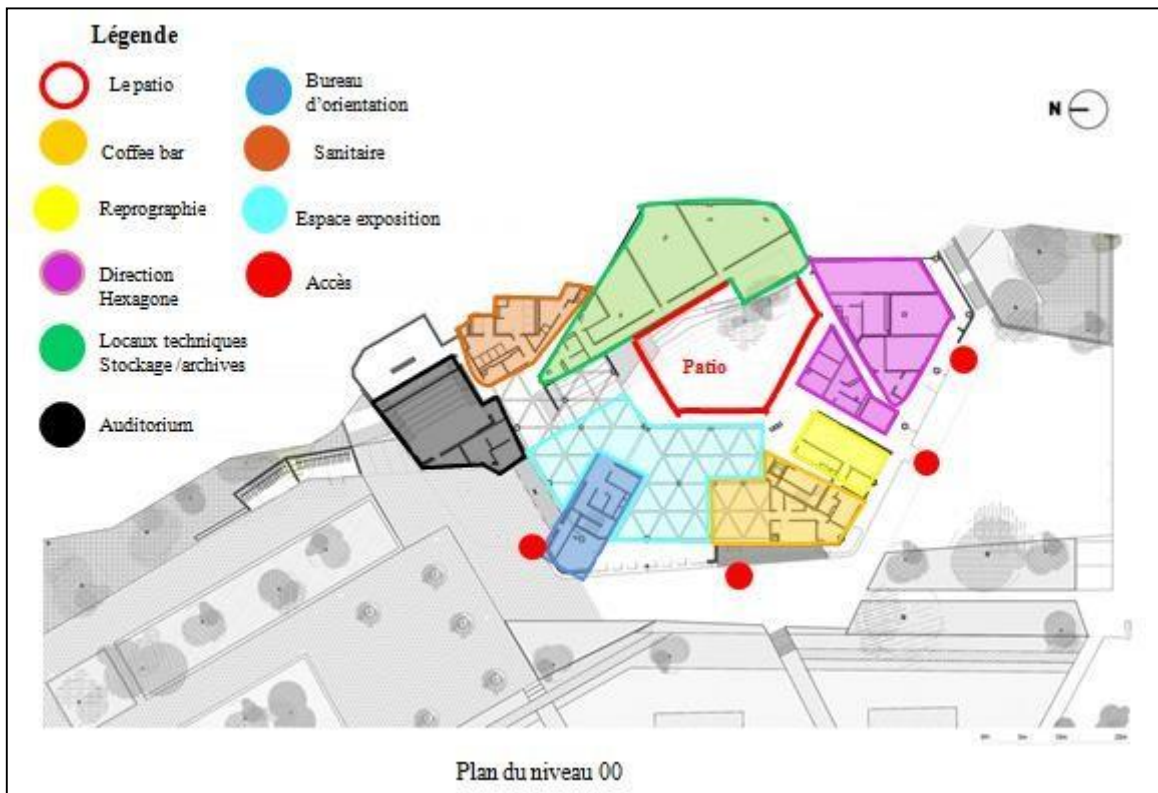 Légende
Le patio
Coffee bar
Reprographie
Direction
Hexagone
Locaux techniques
Stockage /archives
Auditorium
Bureau
d'orientation
Sanitaire
Espace exposition
Accès
N
Patio
Plan du niveau 00